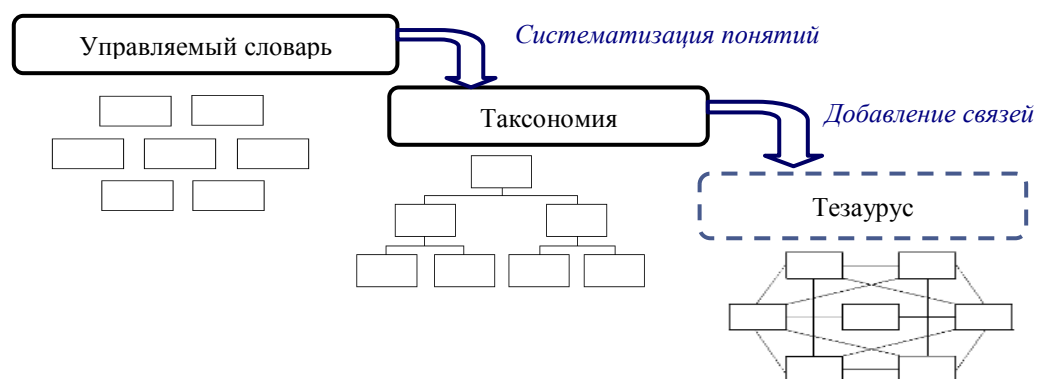 Управляемый словарь
Систематизация понятий
Таксономия
Добавление связей
Тезаурус